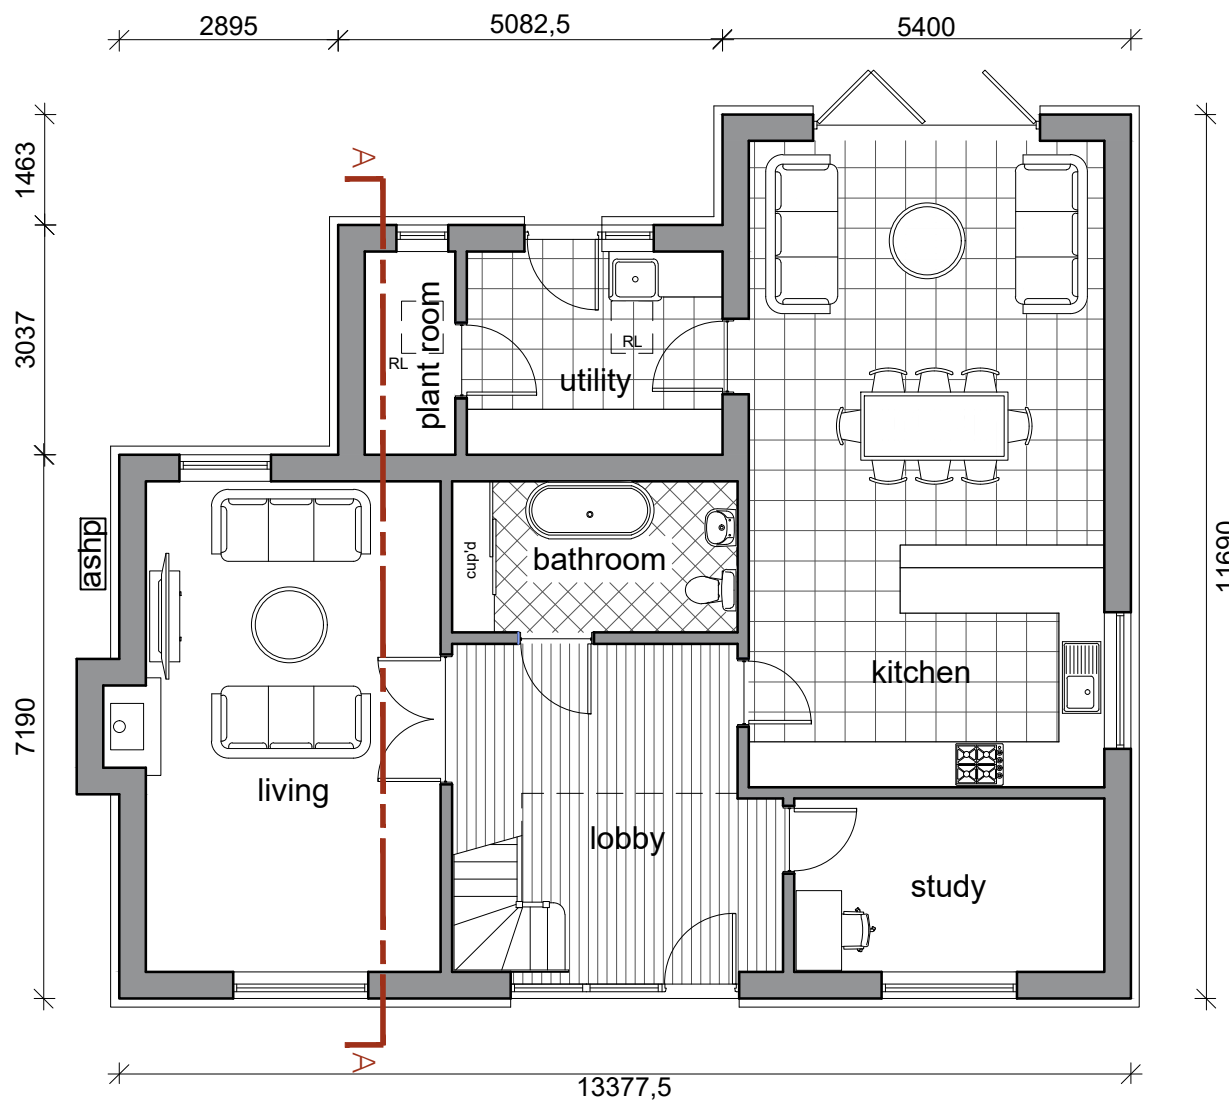 2895
5082,5
5400
A
1463
3037
7190
11690
plant room
RL
utility
RL
ashp
cup'd
bathroom
kitchen
living
lobby
study
A
13377,5